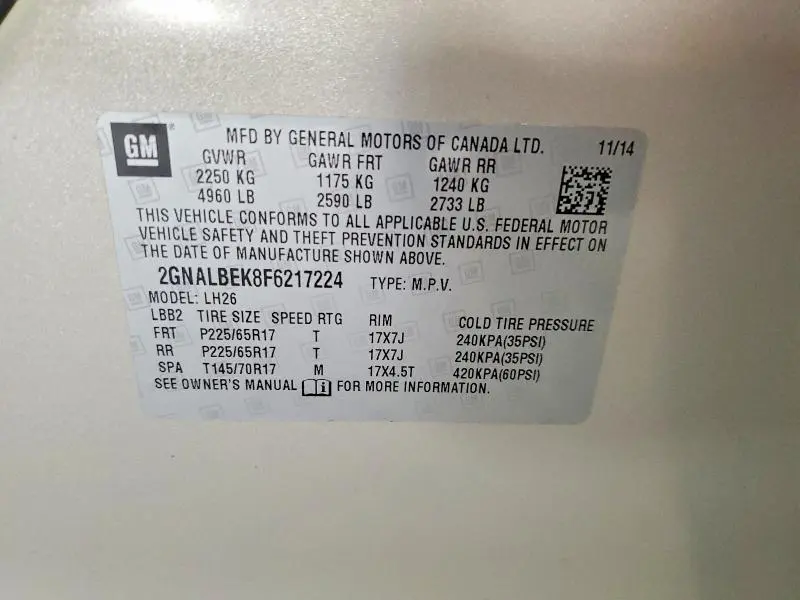 GM
MFD BY GENERAL MOTORS OF CANADA LTD. 11/14
GVWR GAWR FRT GAWR RR
2250 KG 1175 KG 1240 KG
4960 LB 2590 LB 2733 LB
THIS VEHICLE CONFORMS TO ALL APPLICABLE U.S. FEDERAL MOTOR
VEHICLE SAFETY AND THEFT PREVENTION STANDARDS IN EFFECT ON
THE DATE OF MANUFACTURE SHOWN ABOVE.
2GNALBEK8F6217224 TYPE: M.P.V.
MODEL: LH26
LBB2 TIRE SIZE SPEED RTG RIM COLD TIRE PRESSURE
FRT P225/65R17 T 17X7J 240KPA(35PSI)
RR P225/65R17 T 17X7J 240KPA(35PSI)
SPA T145/70R17 M 17X4.5T 420KPA(60PSI)
SEE OWNER'S MANUAL FOR MORE INFORMATION.